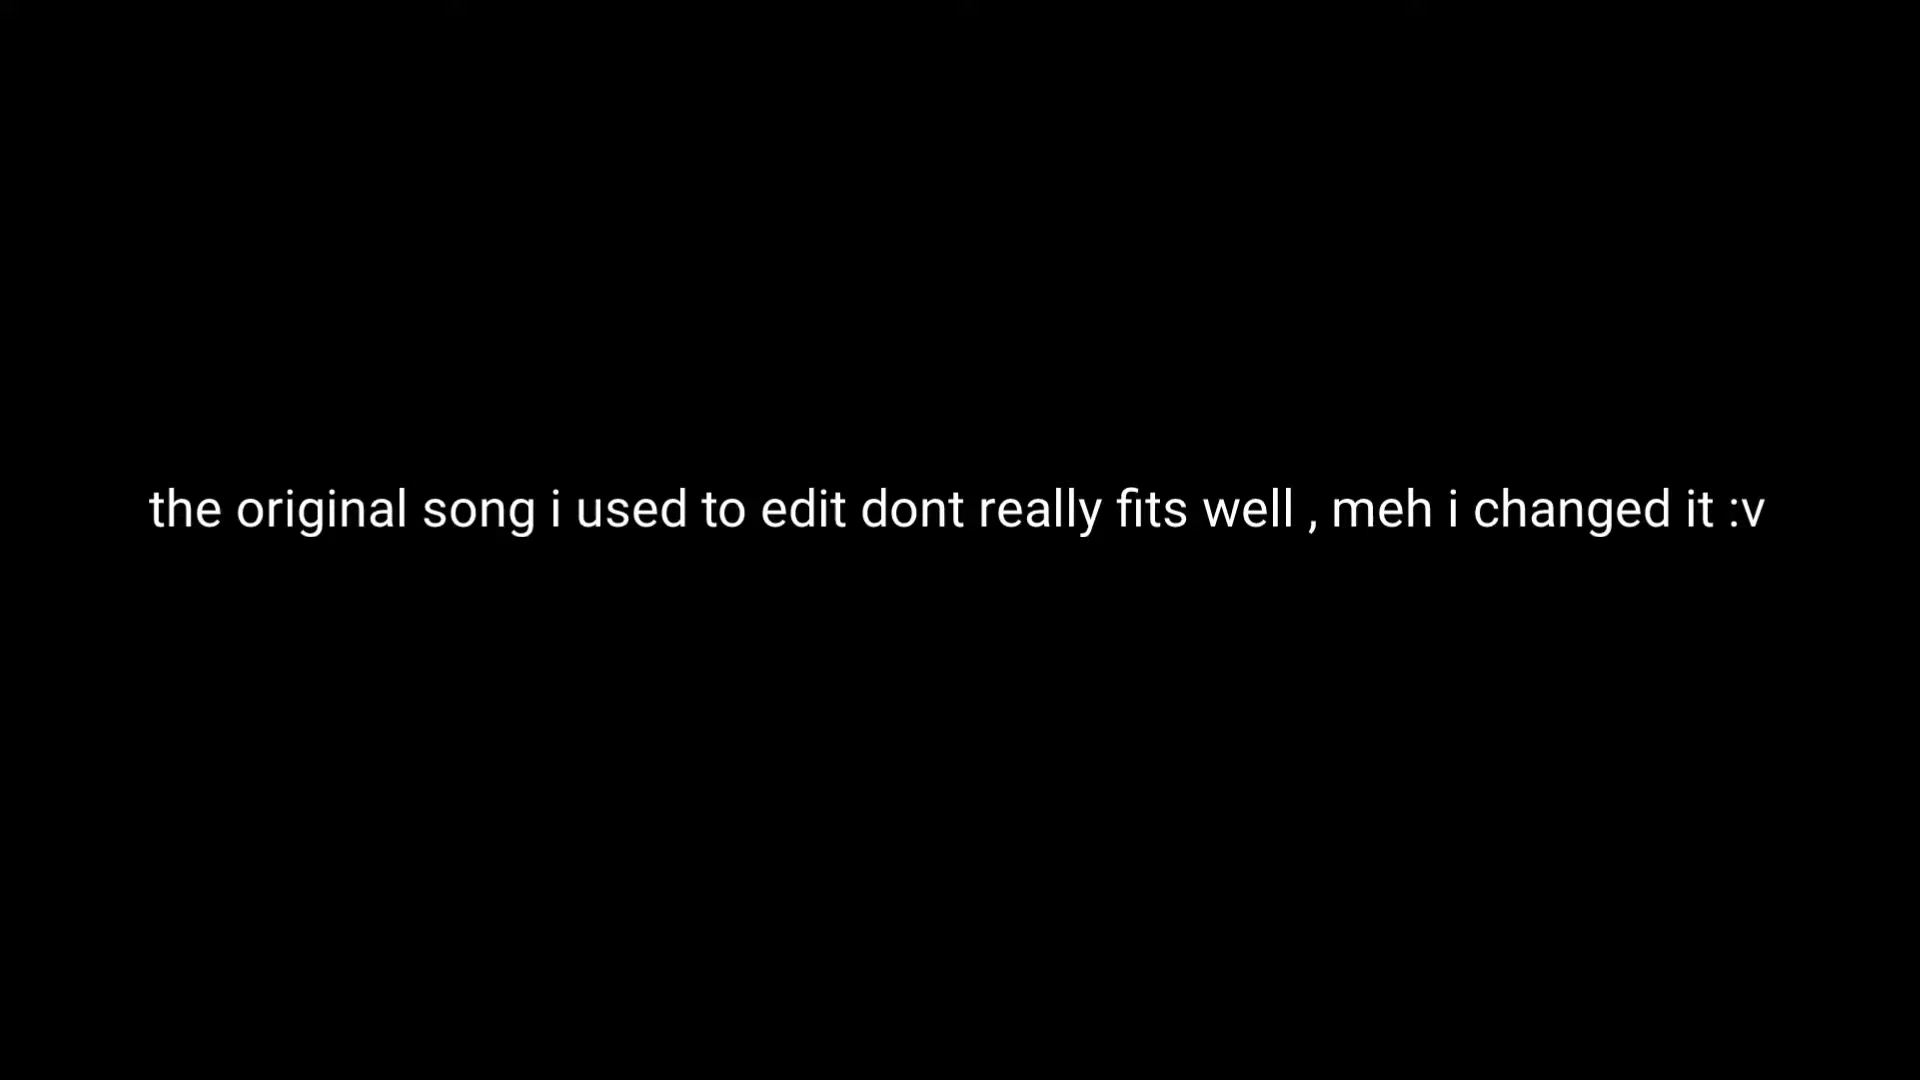 the original song i used to edit dont really fits well , meh i changed it :v